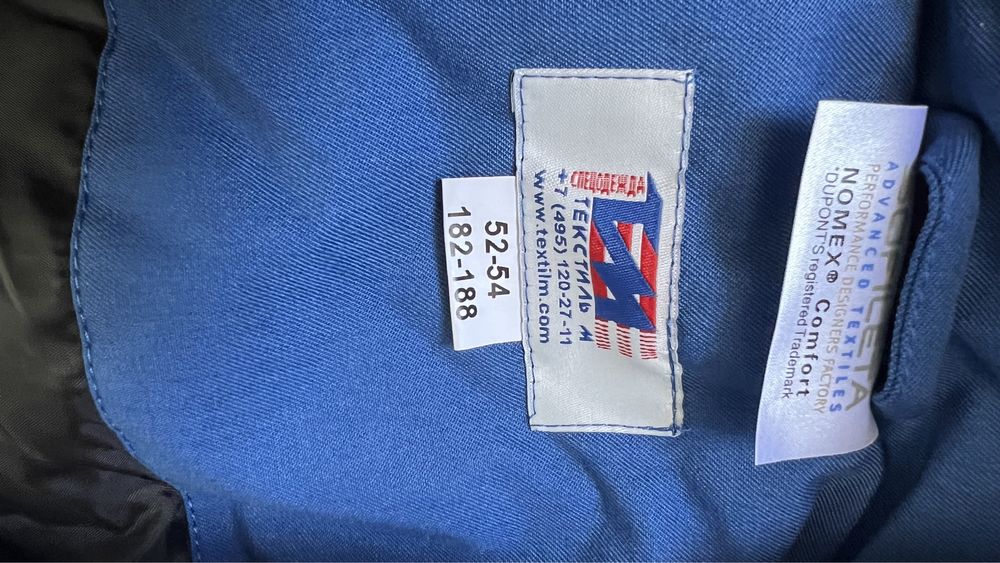 СПЕЦОДЕЖДА
ТЕКСТИЛЬ М
+7 (495) 120-27-11
www.textilm.com
52-54
182-188
ADVANCED TEXTILES
PERFORMANCE DESIGNERS FACTORY
NOMEX® Comfort
*DUPONT'S registered Trademark